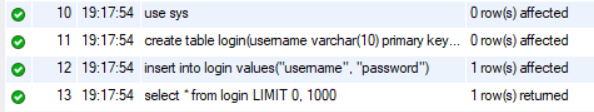 10 19:17:54 use sys 0 row(s) affected
11 19:17:54 create table login(username varchar(10) primary key... 0 row(s) affected
12 19:17:54 insert into login values("username", "password") 1 row(s) affected
13 19:17:54 select * from login LIMIT 0, 1000 1 row(s) returned